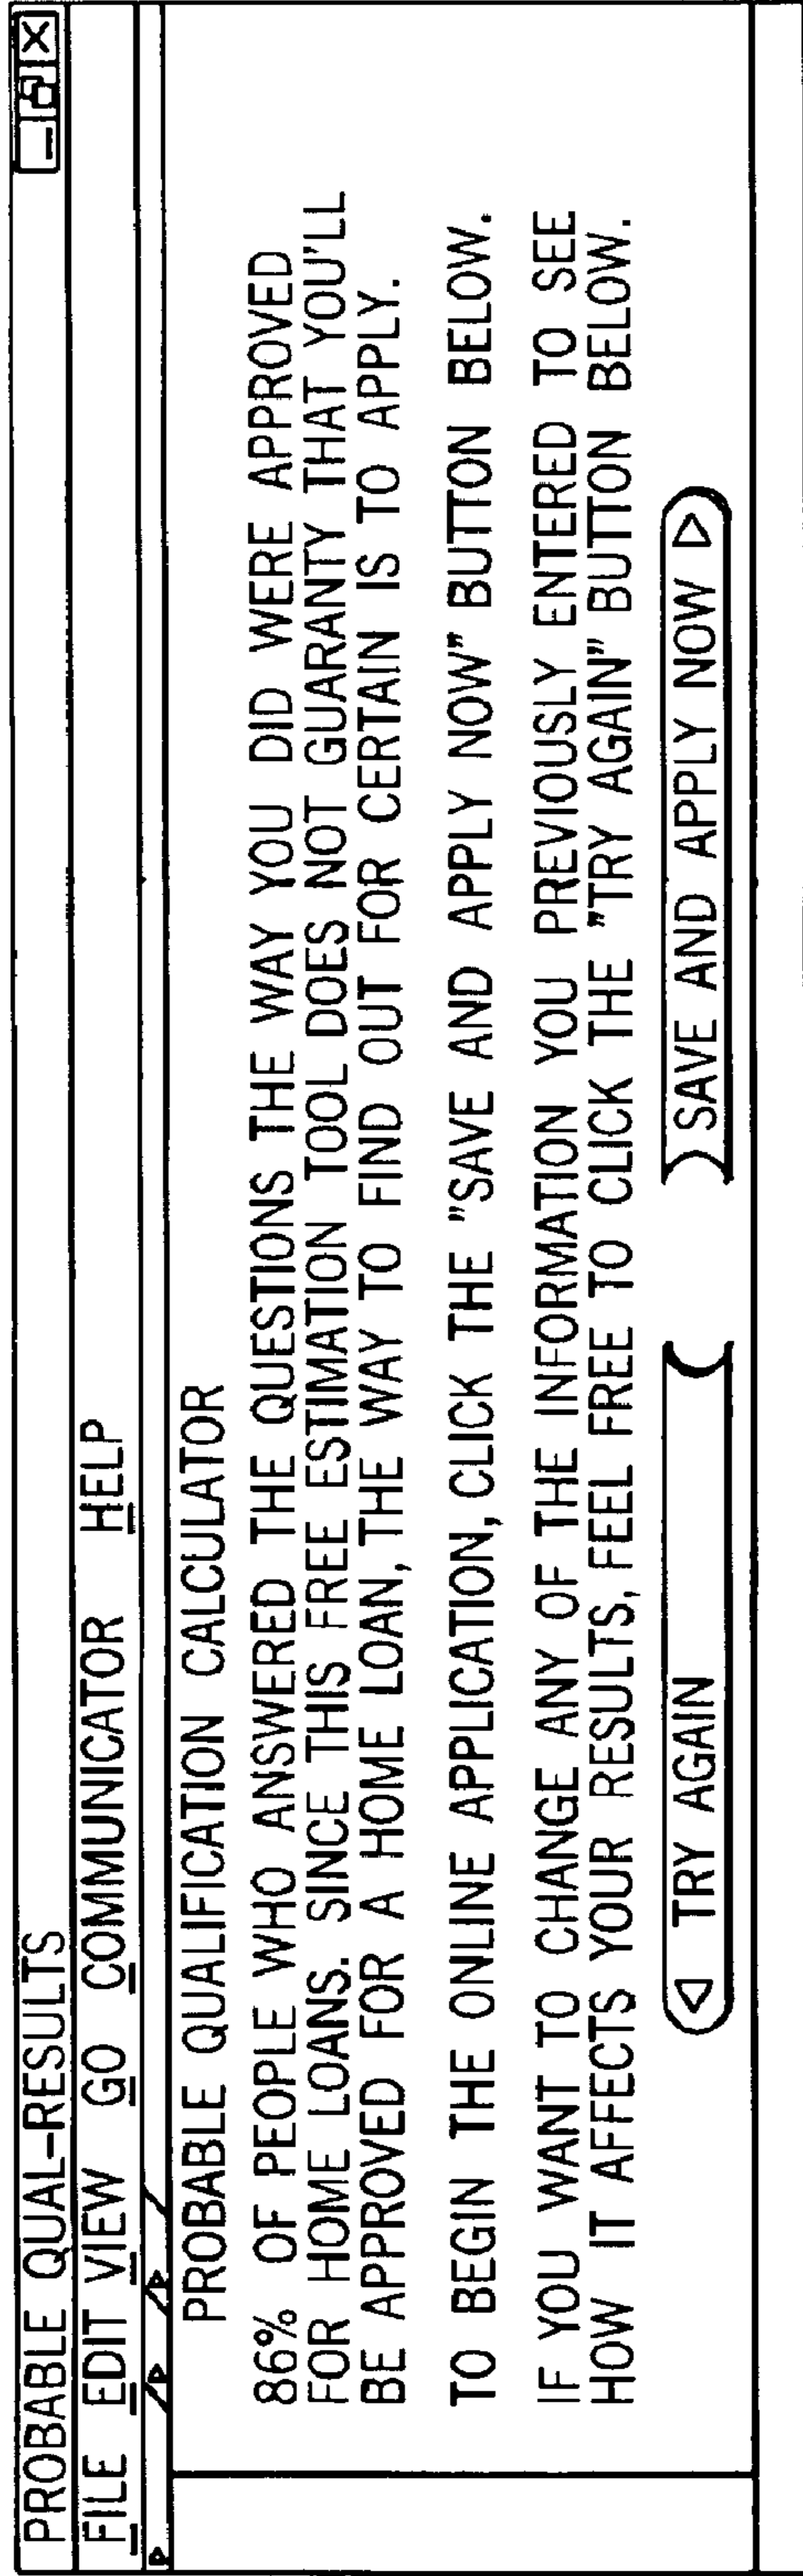 PROBABLE QUAL-RESULTS
FILE EDIT VIEW GO COMMUNICATOR HELP
PROBABLE QUALIFICATION CALCULATOR
86% OF PEOPLE WHO ANSWERED THE QUESTIONS THE WAY YOU DID WERE APPROVED
FOR HOME LOANS. SINCE THIS FREE ESTIMATION TOOL DOES NOT GUARANTY THAT YOU'LL
BE APPROVED FOR A HOME LOAN, THE WAY TO FIND OUT FOR CERTAIN IS TO APPLY.
TO BEGIN THE ONLINE APPLICATION, CLICK THE "SAVE AND APPLY NOW" BUTTON BELOW.
IF YOU WANT TO CHANGE ANY OF THE INFORMATION YOU PREVIOUSLY ENTERED TO SEE
HOW IT AFFECTS YOUR RESULTS, FEEL FREE TO CLICK THE "TRY AGAIN" BUTTON BELOW.
TRY AGAIN SAVE AND APPLY NOW